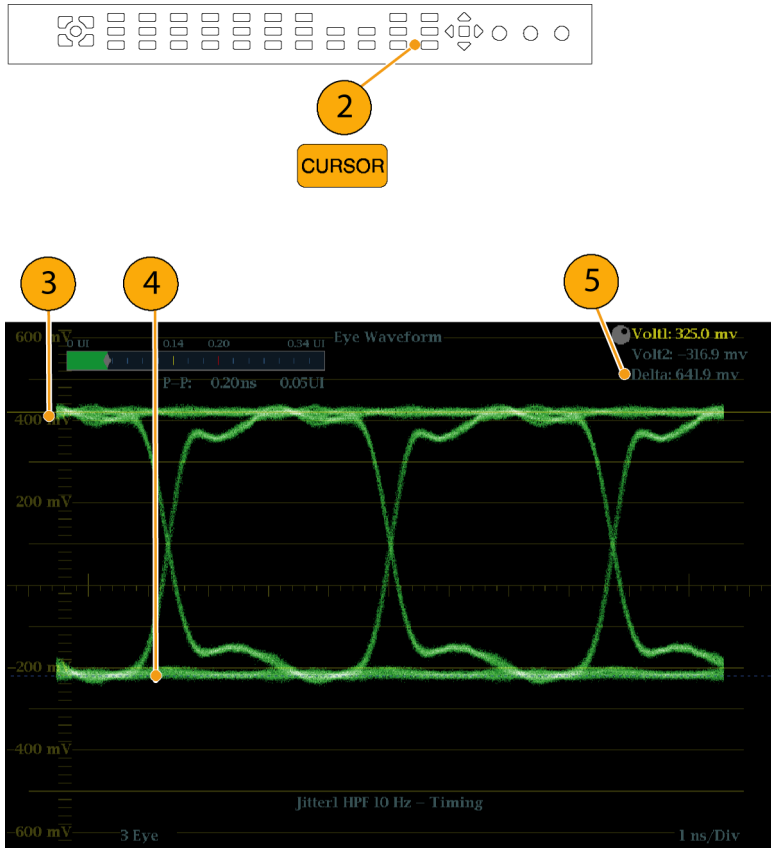 2
CURSOR
3
4
5
600 mV
0 UI
0.14
0.20
0.34 UI
Eye Waveform
Volt1: 325.0 mv
Volt2: −316.9 mv
P−P: 0.20ns 0.05UI
Delta: 641.9 mv
400 mV
200 mV
−200 mV
−400 mV
Jitter1 HPF 10 Hz − Timing
−600 mV
3 Eye
1 ns/Div